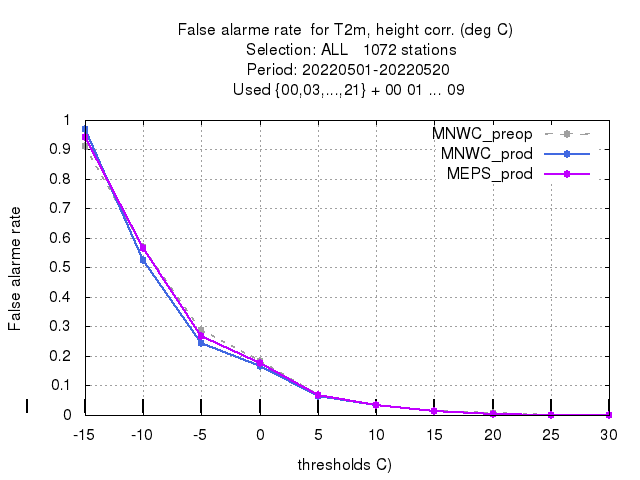 False alarme rate  for T2m, height corr. (deg C)
Selection: ALL   1072 stations
Period: 20220501-20220520
Used {00,03,...,21} + 00 01 ... 09
MNWC_preop
MNWC_prod
MEPS_prod
False alarme rate
1
0.9
0.8
0.7
0.6
0.5
0.4
0.3
0.2
0.1
0
-15 -10 -5 0 5 10 15 20 25 30
thresholds C)